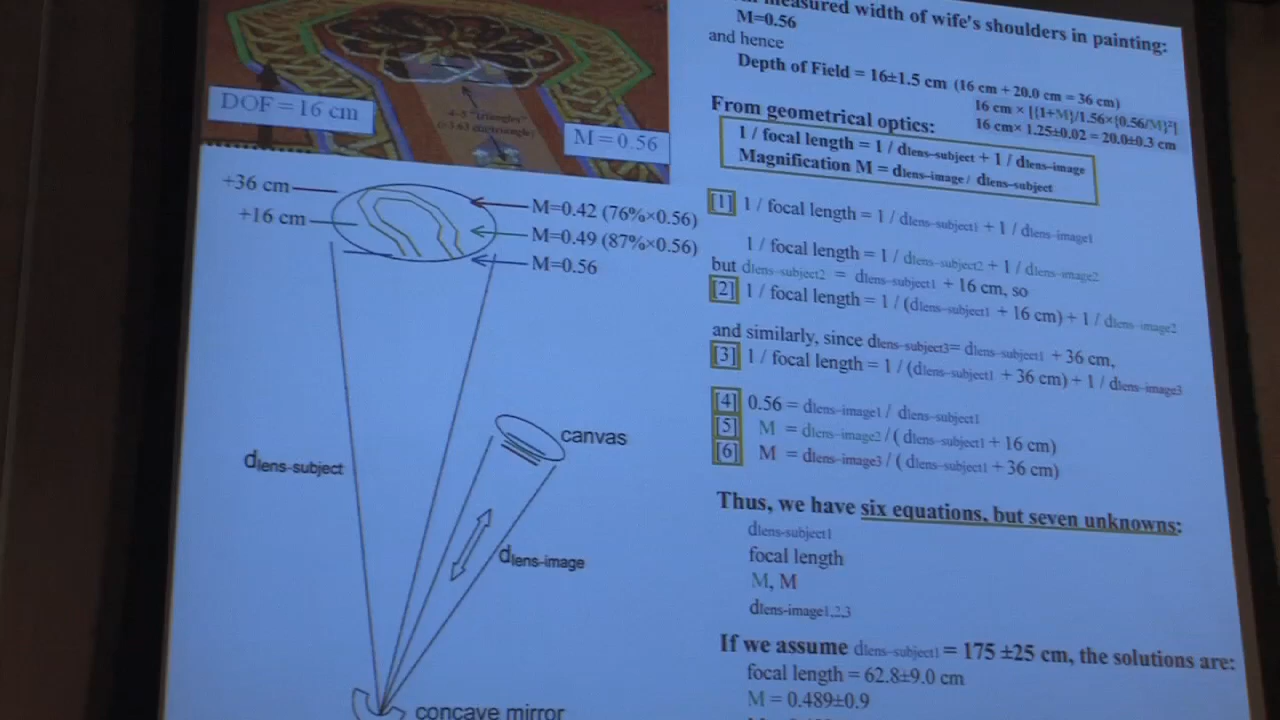 measured width of wife's shoulders in painting:
M=0.56
and hence
Depth of Field = 16±1.5 cm (16 cm + 20.0 cm = 36 cm)
16 cm × [{1+M}/1.56×{0.56/M}²]
16 cm× 1.25±0.02 = 20.0±0.3 cm
From geometrical optics:
1 / focal length = 1 / dlens–subject + 1 / dlens–image
Magnification M = dlens–image / dlens–subject
[1] 1 / focal length = 1 / dlens–subject1 + 1 / dlens–image1
1 / focal length = 1 / dlens–subject2 + 1 / dlens–image2
but dlens–subject2 = dlens–subject1 + 16 cm, so
[2] 1 / focal length = 1 / (dlens–subject1 + 16 cm) + 1 / dlens–image2
and similarly, since dlens–subject3= dlens–subject1 + 36 cm,
[3] 1 / focal length = 1 / (dlens–subject1 + 36 cm) + 1 / dlens–image3
[4] 0.56 = dlens–image1 / dlens–subject1
[5] M = dlens–image2 / ( dlens–subject1 + 16 cm)
[6] M = dlens–image3 / ( dlens–subject1 + 36 cm)
Thus, we have six equations, but seven unknowns:
dlens-subject1
focal length
M, M
dlens-image1,2,3
If we assume dlens–subject1 = 175 ±25 cm, the solutions are:
focal length = 62.8±9.0 cm
M = 0.489±0.9
DOF = 16 cm
4–5 "triangles"
M = 0.56
+36 cm
+16 cm
M=0.42 (76%×0.56)
M=0.49 (87%×0.56)
M=0.56
canvas
dlens-subject
dlens-image
concave mirror